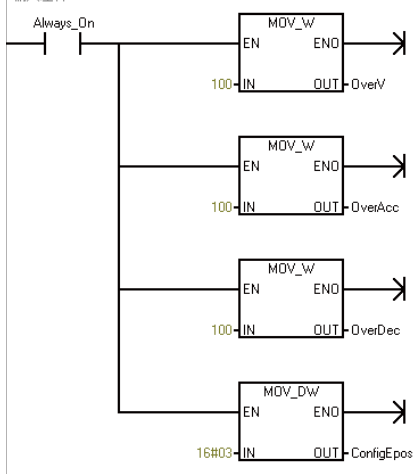 Always_On
MOV_W
EN ENO
100 IN OUT OverV
MOV_W
EN ENO
100 IN OUT OverAcc
MOV_W
EN ENO
100 IN OUT OverDec
MOV_DW
EN ENO
16#03 IN OUT ConfigEpos